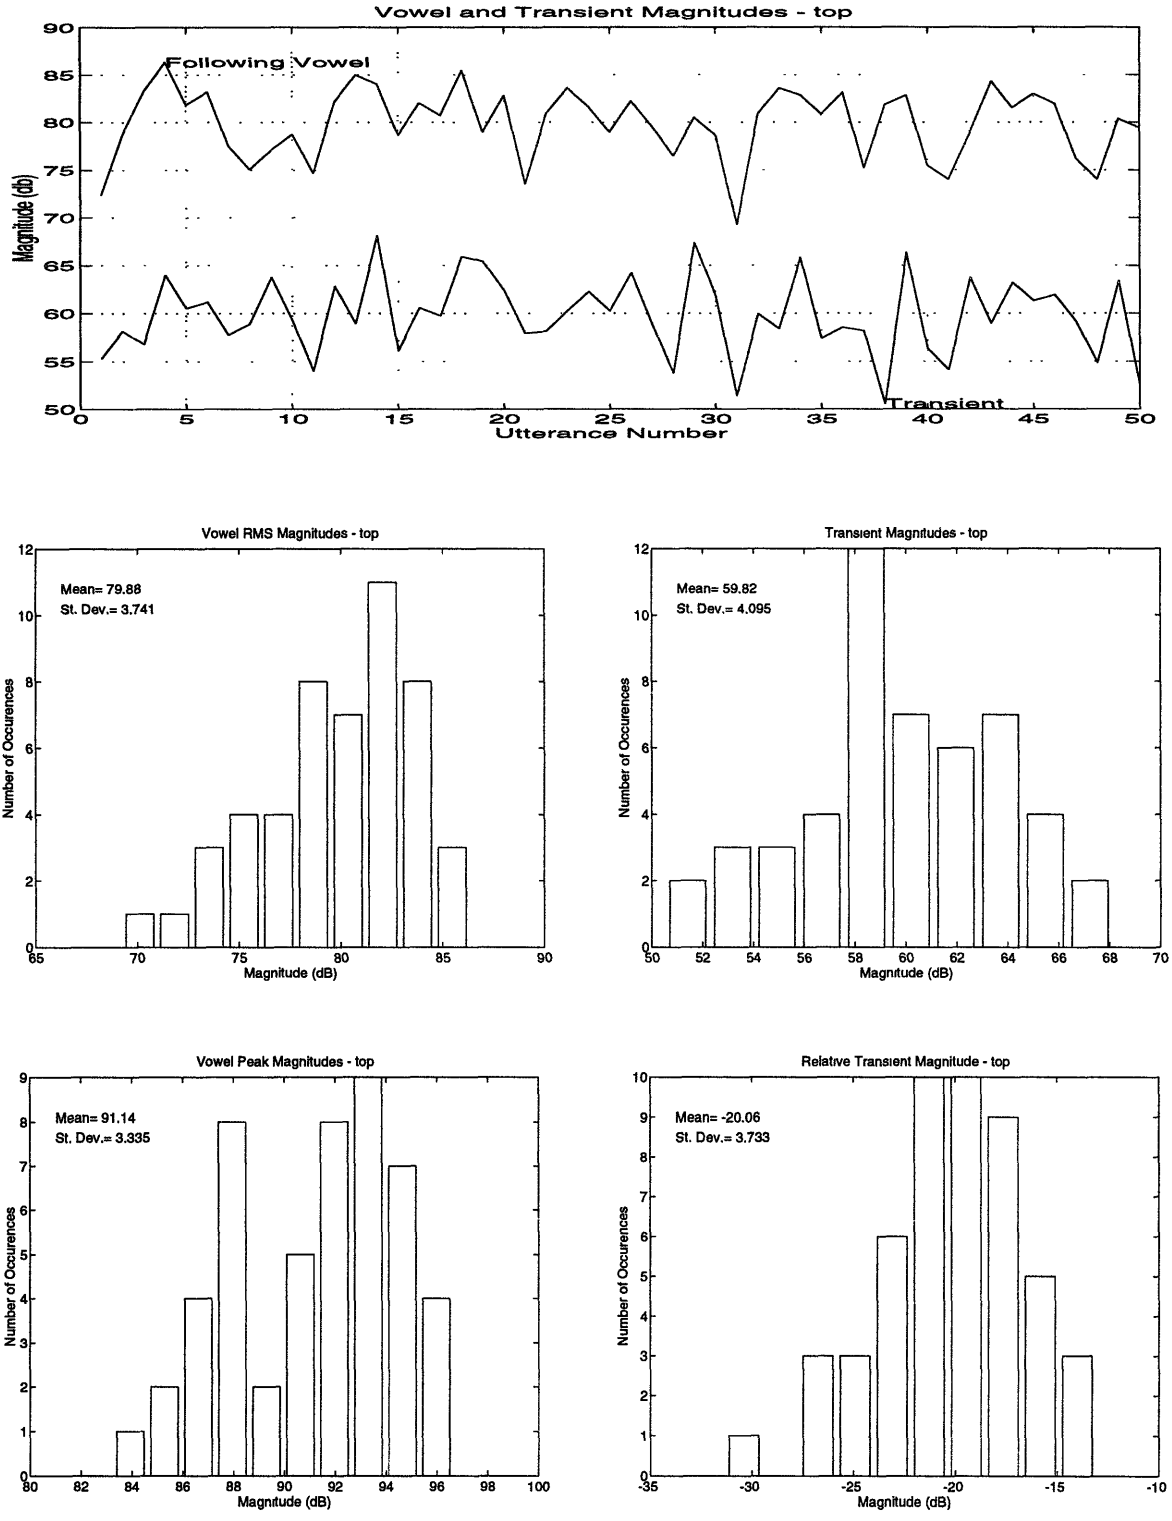 Vowel and Transient Magnitudes - top
90
85
80
75
70
65
60
55
50
Magnitude (db)
Following Vowel
Transient
0 5 10 15 20 25 30 35 40 45 50
Utterance Number
Vowel RMS Magnitudes - top
12
10
8
6
4
2
0
Number of Occurences
Mean= 79.88
St. Dev.= 3.741
65 70 75 80 85 90
Magnitude (dB)
Transient Magnitudes - top
12
10
8
6
4
2
0
Number of Occurences
Mean= 59.82
St. Dev.= 4.095
50 52 54 56 58 60 62 64 66 68 70
Magnitude (dB)
Vowel Peak Magnitudes - top
9
8
7
6
5
4
3
2
1
0
Number of Occurences
Mean= 91.14
St. Dev.= 3.335
80 82 84 86 88 90 92 94 96 98 100
Magnitude (dB)
Relative Transient Magnitude - top
10
9
8
7
6
5
4
3
2
1
0
Number of Occurences
Mean= -20.06
St. Dev.= 3.733
-35 -30 -25 -20 -15 -10
Magnitude (dB)